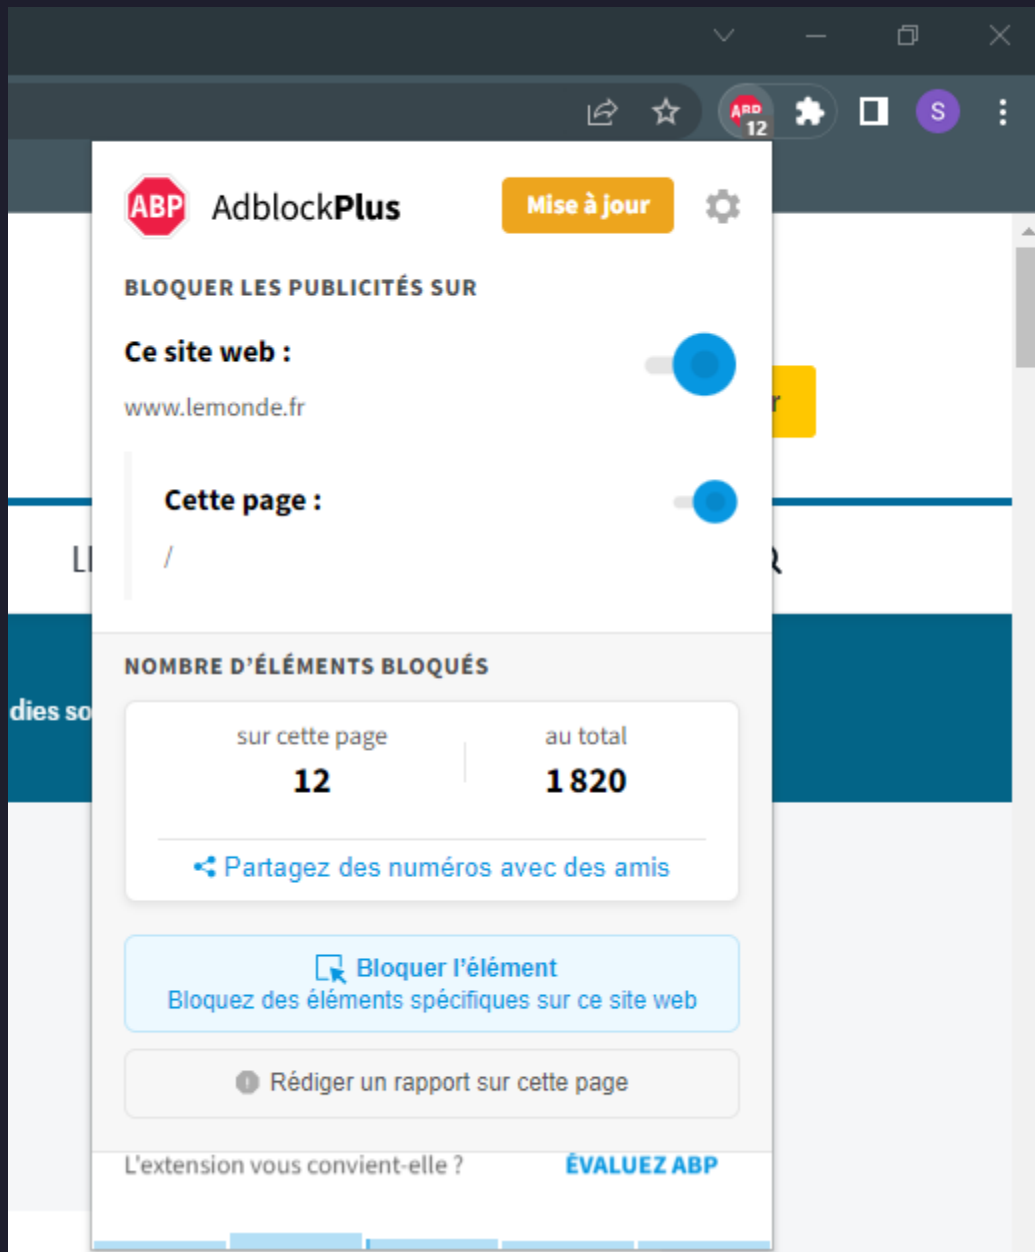 ABP
12
S
ABP AdblockPlus Mise à jour
BLOQUER LES PUBLICITÉS SUR
Ce site web :
www.lemonde.fr
r
Cette page :
/
NOMBRE D’ÉLÉMENTS BLOQUÉS
dies so
sur cette page au total
12 1 820
Partagez des numéros avec des amis
Bloquer l’élément
Bloquez des éléments spécifiques sur ce site web
Rédiger un rapport sur cette page
L'extension vous convient-elle ? ÉVALUEZ ABP